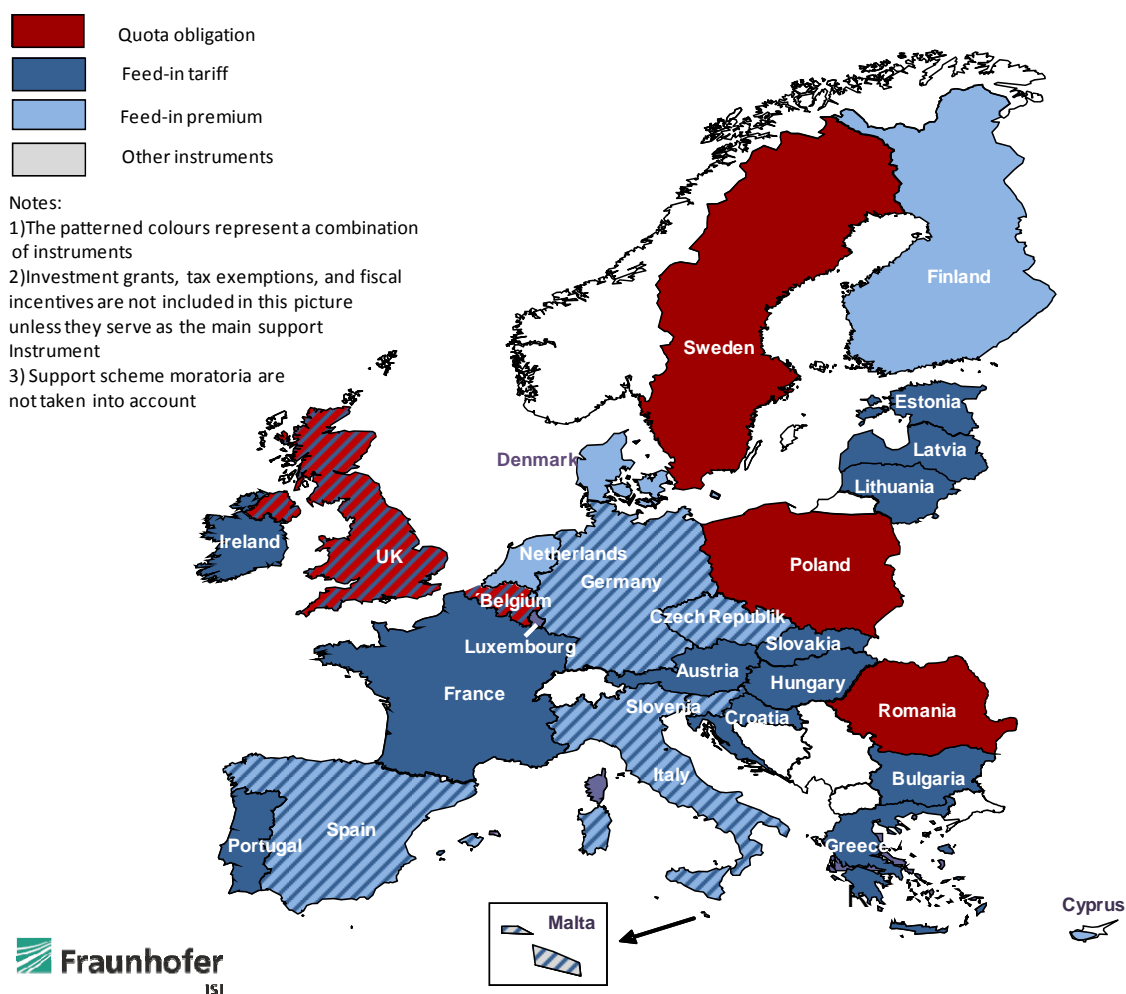 Quota obligation
Feed-in tariff
Feed-in premium
Other instruments
Notes:
1)The patterned colours represent a combination
of instruments
2)Investment grants, tax exemptions, and fiscal
incentives are not included in this picture
unless they serve as the main support
Instrument
3) Support scheme moratoria are
not taken into account
Finland
Sweden
Estonia
Denmark
Latvia
Lithuania
Ireland
UK
Netherlands
Germany
Poland
Belgium
Czech Republik
Luxembourg
Slovakia
Austria
Hungary
France
Slovenia
Croatia
Romania
Italy
Bulgaria
Spain
Portugal
Greece
R
Malta
Cyprus
Fraunhofer
ISI